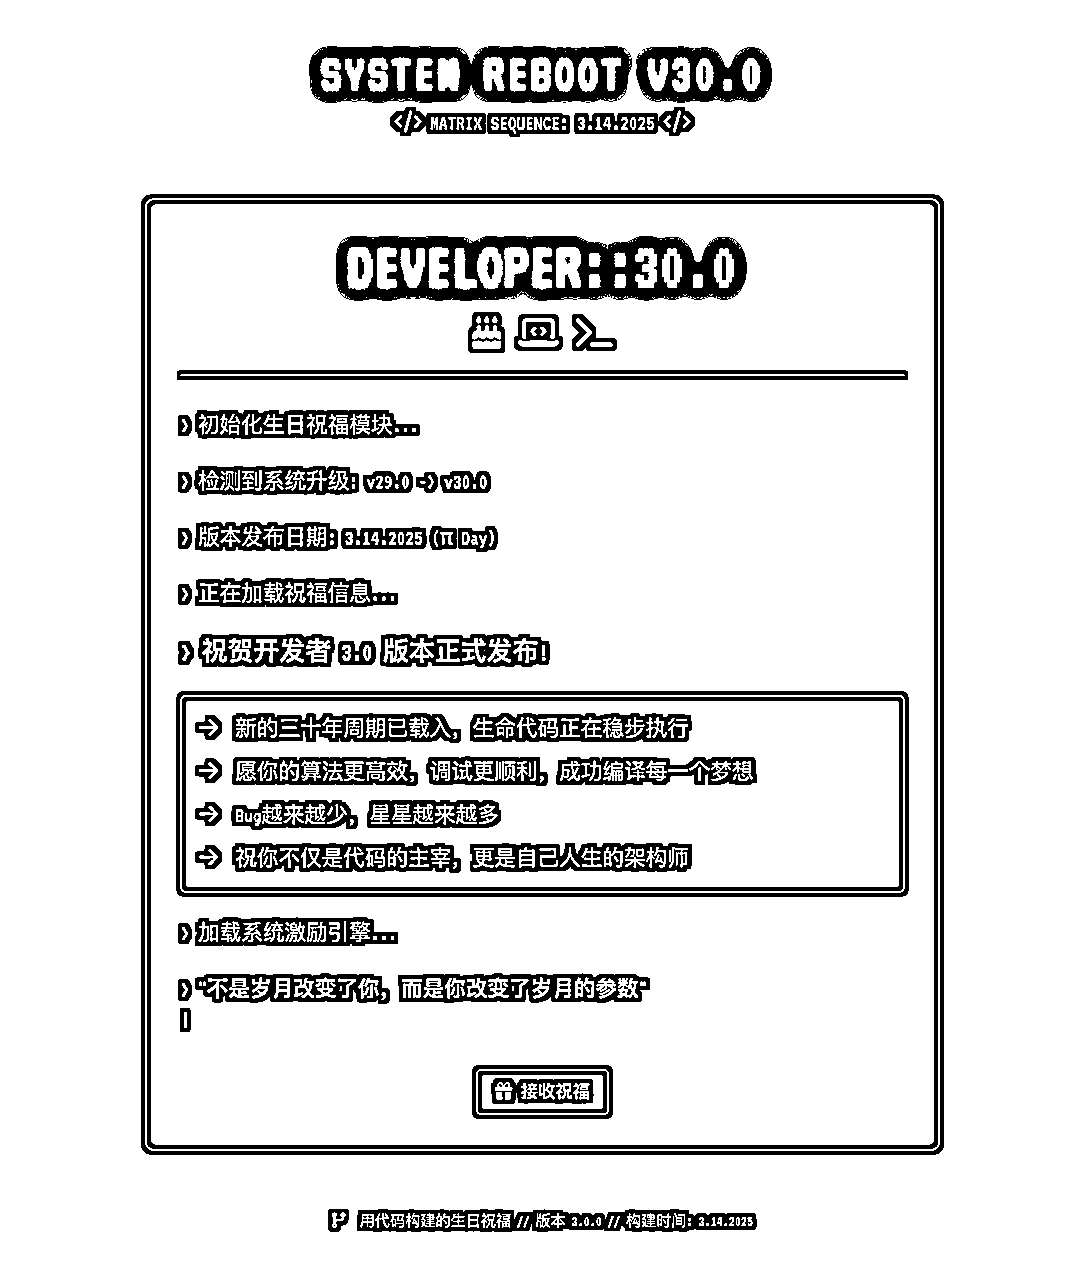 SYSTEM REBOOT V30.0
</> MATRIX SEQUENCE: 3.14.2025 </>
DEVELOPER::30.0
> 初始化生日祝福模块...
> 检测到系统升级: v29.0 -> v30.0
> 版本发布日期: 3.14.2025 (π Day)
> 正在加载祝福信息...
> 祝贺开发者 3.0 版本正式发布!
→ 新的三十年周期已载入，生命代码正在稳步执行
→ 愿你的算法更高效，调试更顺利，成功编译每一个梦想
→ Bug越来越少，星星越来越多
→ 祝你不仅是代码的主宰，更是自己人生的架构师
> 加载系统激励引擎...
> "不是岁月改变了你，而是你改变了岁月的参数"
接收祝福
用代码构建的生日祝福 // 版本 3.0.0 // 构建时间: 3.14.2025